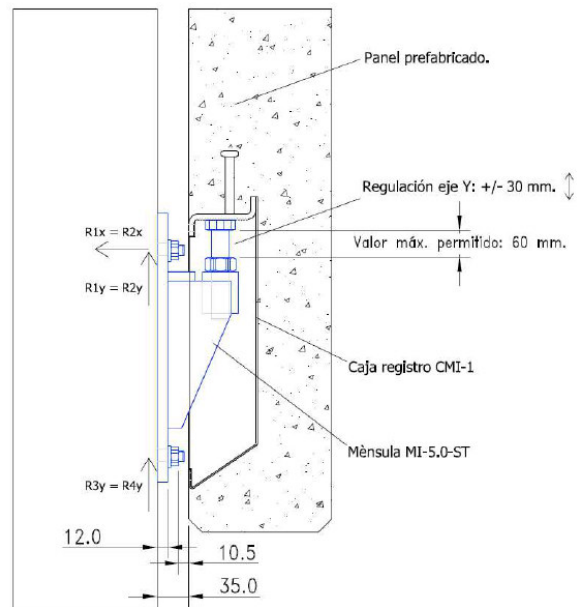 Panel prefabricado.
Regulación eje Y: +/- 30 mm.
R1x = R2x
Valor máx. permitido: 60 mm.
R1y = R2y
Caja registro CMI-1
Mènsula MI-5.0-ST
R3y = R4y
12.0
10.5
35.0